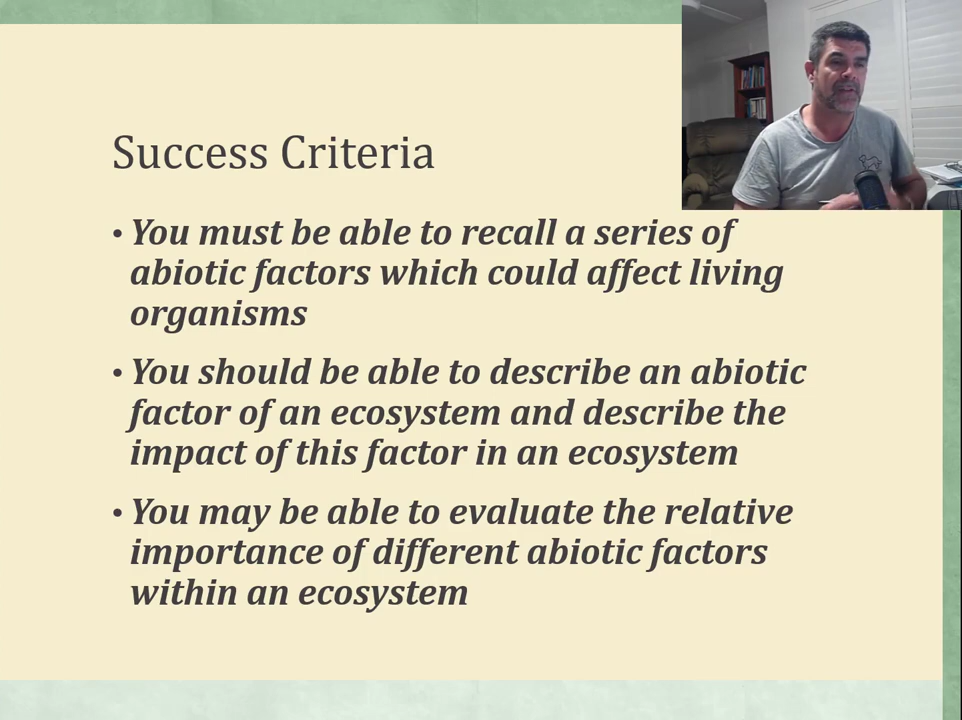 Success Criteria
• You must be able to recall a series of
abiotic factors which could affect living
organisms
• You should be able to describe an abiotic
factor of an ecosystem and describe the
impact of this factor in an ecosystem
• You may be able to evaluate the relative
importance of different abiotic factors
within an ecosystem